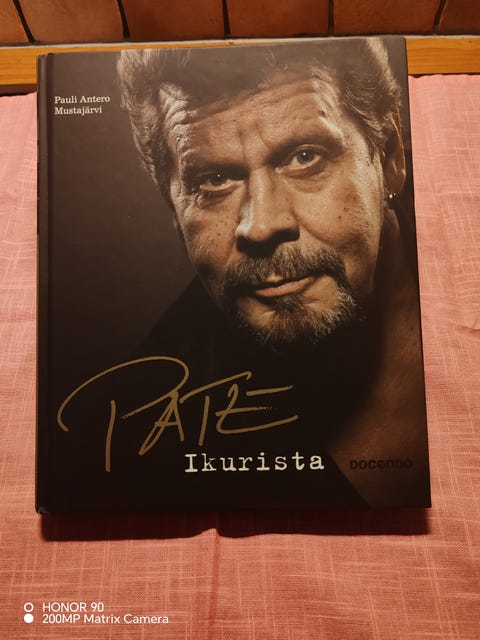 Pauli Antero
Mustajärvi
PATE
Ikurista
DOCENDO
HONOR 90
200MP Matrix Camera